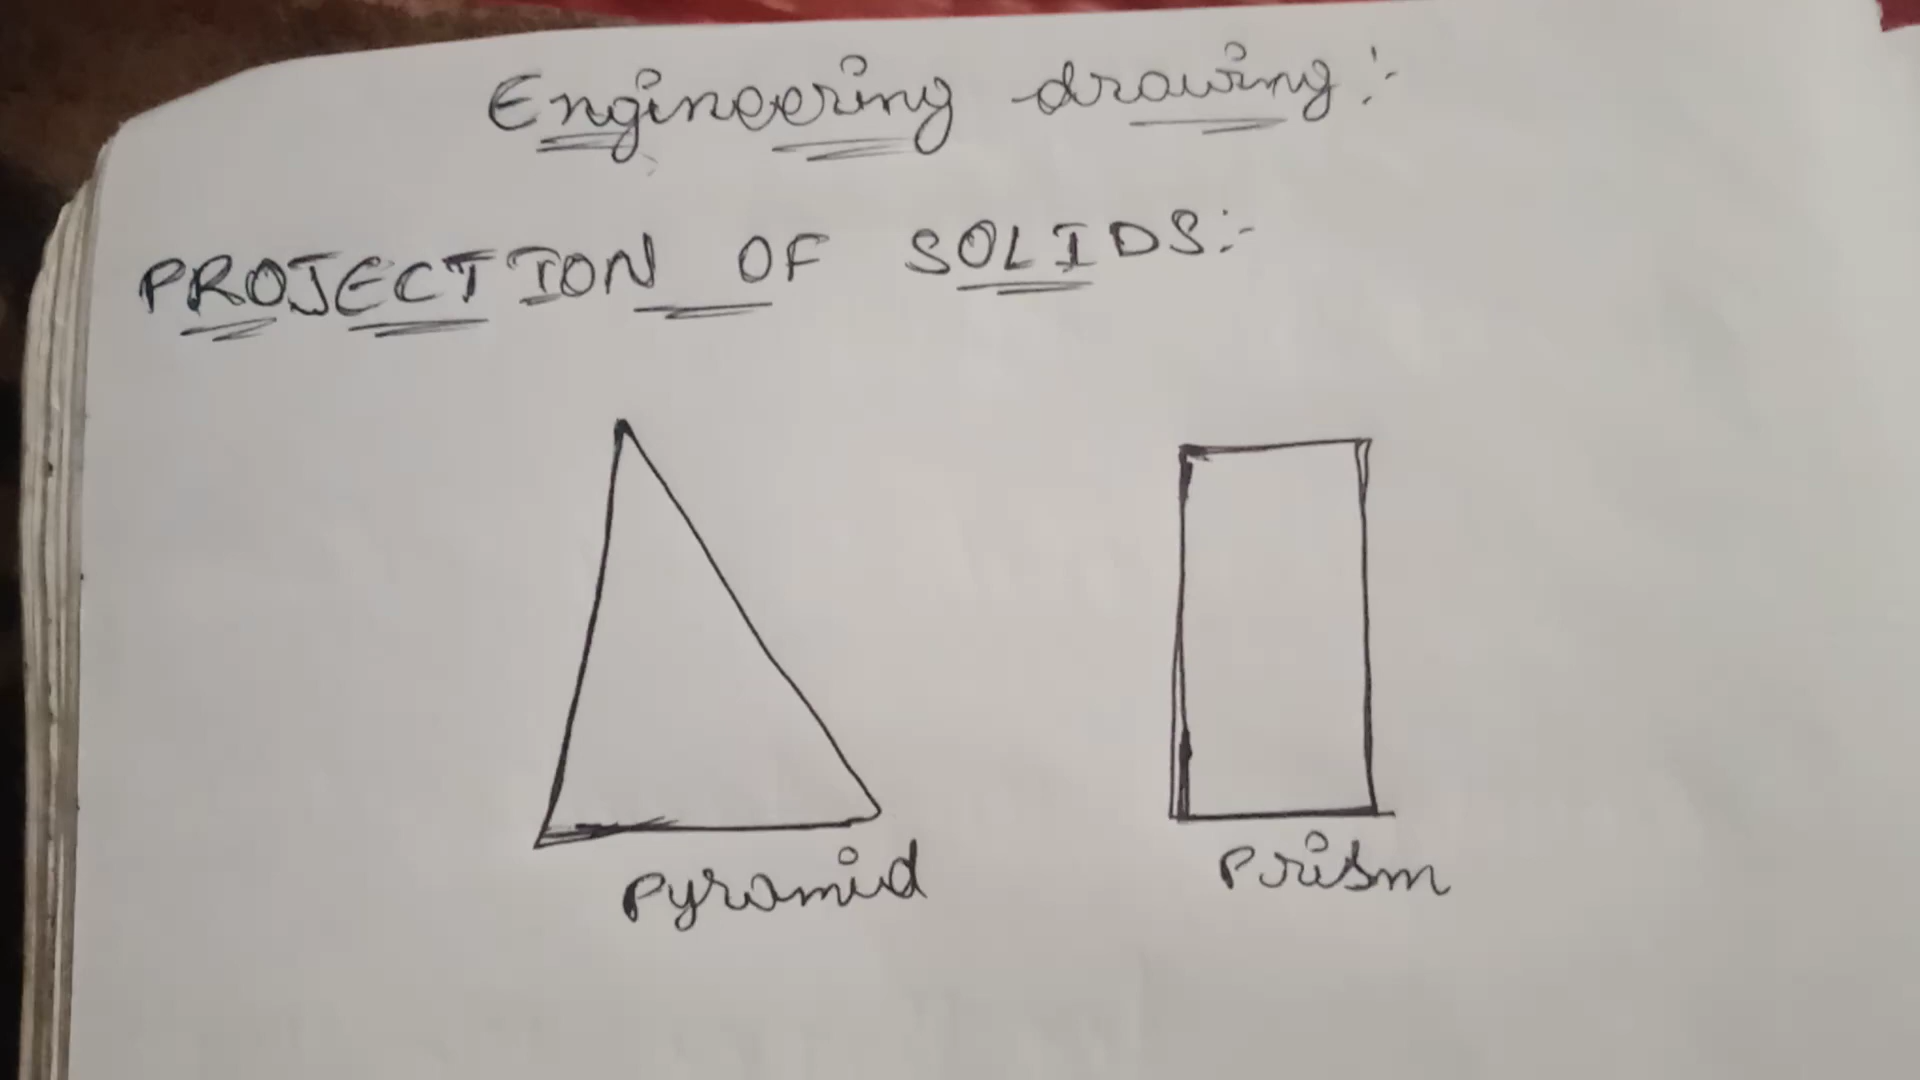 Engineering drawing:-
PROJECTION OF SOLIDS:-
Pyramid
Prism